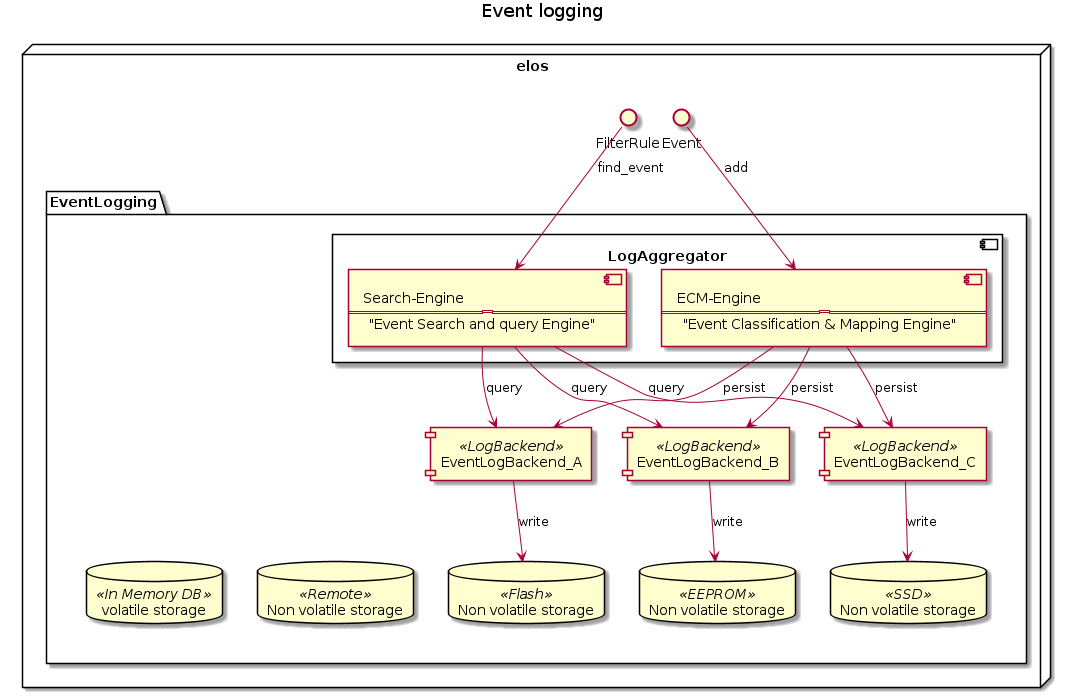 Event logging
elos
FilterRule
Event
find_event
add
EventLogging
LogAggregator
Search-Engine
"Event Search and query Engine"
ECM-Engine
"Event Classification & Mapping Engine"
query
query
query
persist
persist
persist
«LogBackend»
EventLogBackend_A
«LogBackend»
EventLogBackend_B
«LogBackend»
EventLogBackend_C
write
write
write
«In Memory DB»
volatile storage
«Remote»
Non volatile storage
«Flash»
Non volatile storage
«EEPROM»
Non volatile storage
«SSD»
Non volatile storage